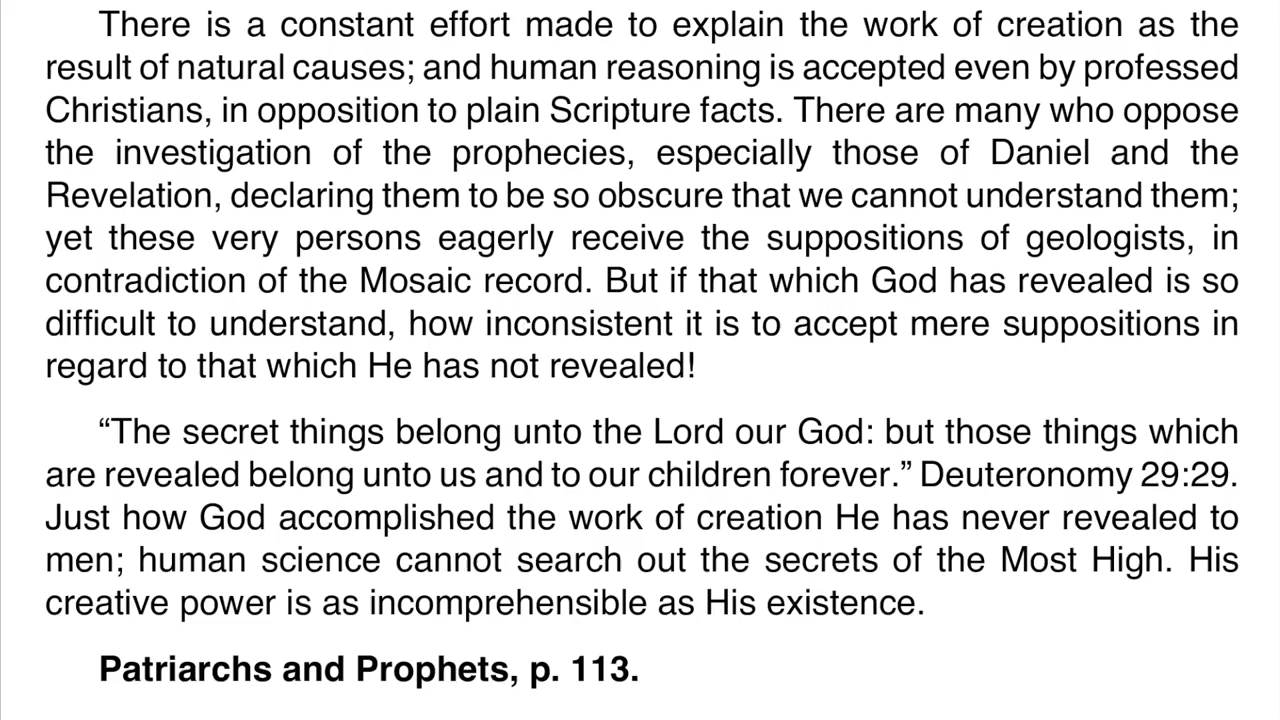 There is a constant effort made to explain the work of creation as the
result of natural causes; and human reasoning is accepted even by professed
Christians, in opposition to plain Scripture facts. There are many who oppose
the investigation of the prophecies, especially those of Daniel and the
Revelation, declaring them to be so obscure that we cannot understand them;
yet these very persons eagerly receive the suppositions of geologists, in
contradiction of the Mosaic record. But if that which God has revealed is so
difficult to understand, how inconsistent it is to accept mere suppositions in
regard to that which He has not revealed!
“The secret things belong unto the Lord our God: but those things which
are revealed belong unto us and to our children forever.” Deuteronomy 29:29.
Just how God accomplished the work of creation He has never revealed to
men; human science cannot search out the secrets of the Most High. His
creative power is as incomprehensible as His existence.
Patriarchs and Prophets, p. 113.